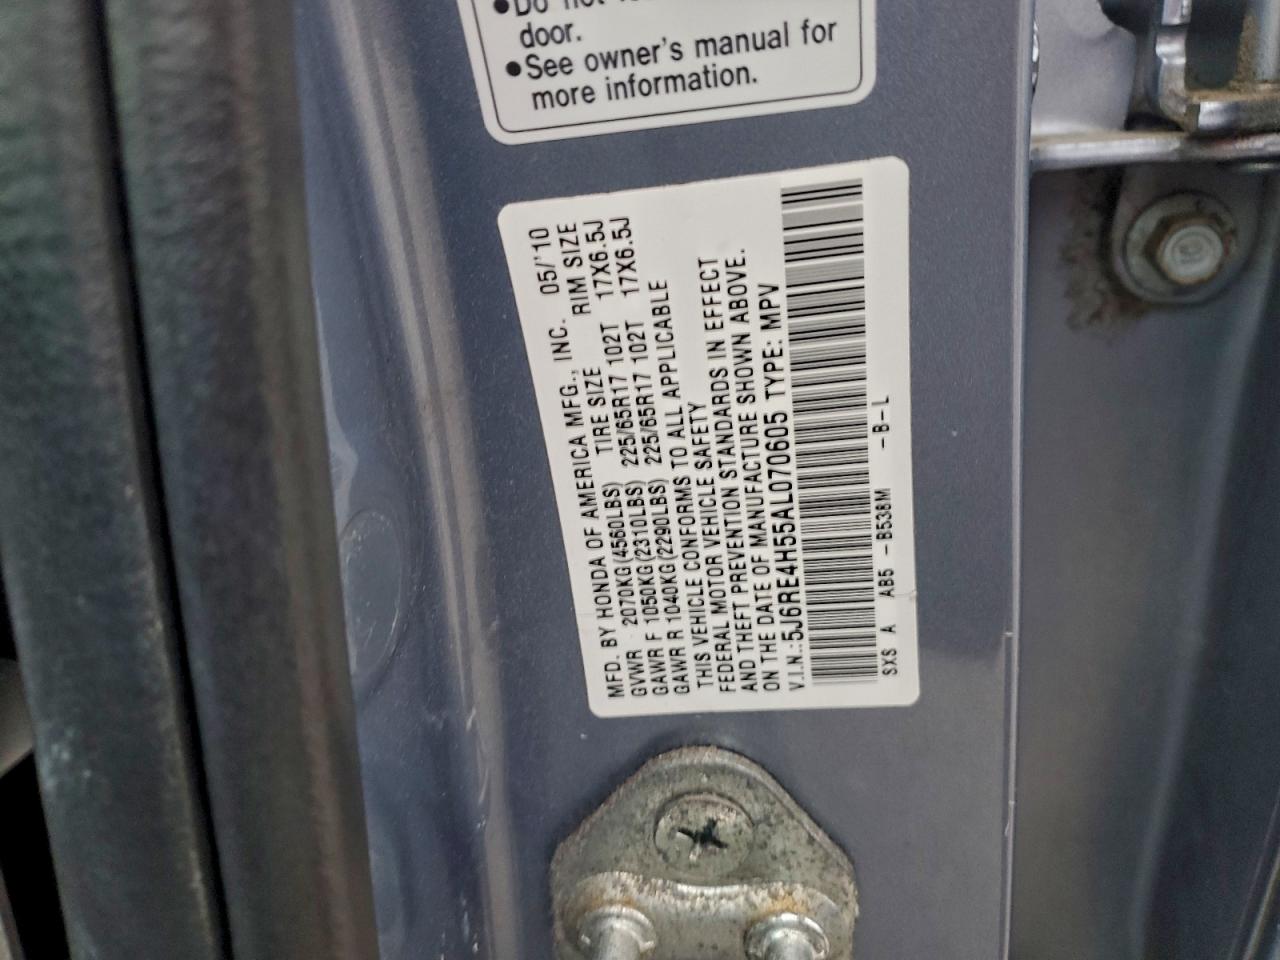 •Do not
door.
•See owner's manual for
more information.
MFD. BY HONDA OF AMERICA MFG., INC. 05/'10
GVWR 2070KG(4560LBS) TIRE SIZE RIM SIZE
GAWR F 1050KG(2310LBS) 225/65R17 102T 17X6.5J
GAWR R 1040KG(2290LBS) 225/65R17 102T 17X6.5J
THIS VEHICLE CONFORMS TO ALL APPLICABLE
FEDERAL MOTOR VEHICLE SAFETY
AND THEFT PREVENTION STANDARDS IN EFFECT
ON THE DATE OF MANUFACTURE SHOWN ABOVE.
V.I.N.:5J6RE4H55AL070605 TYPE: MPV
SXS A AB5 -B538M -B-L